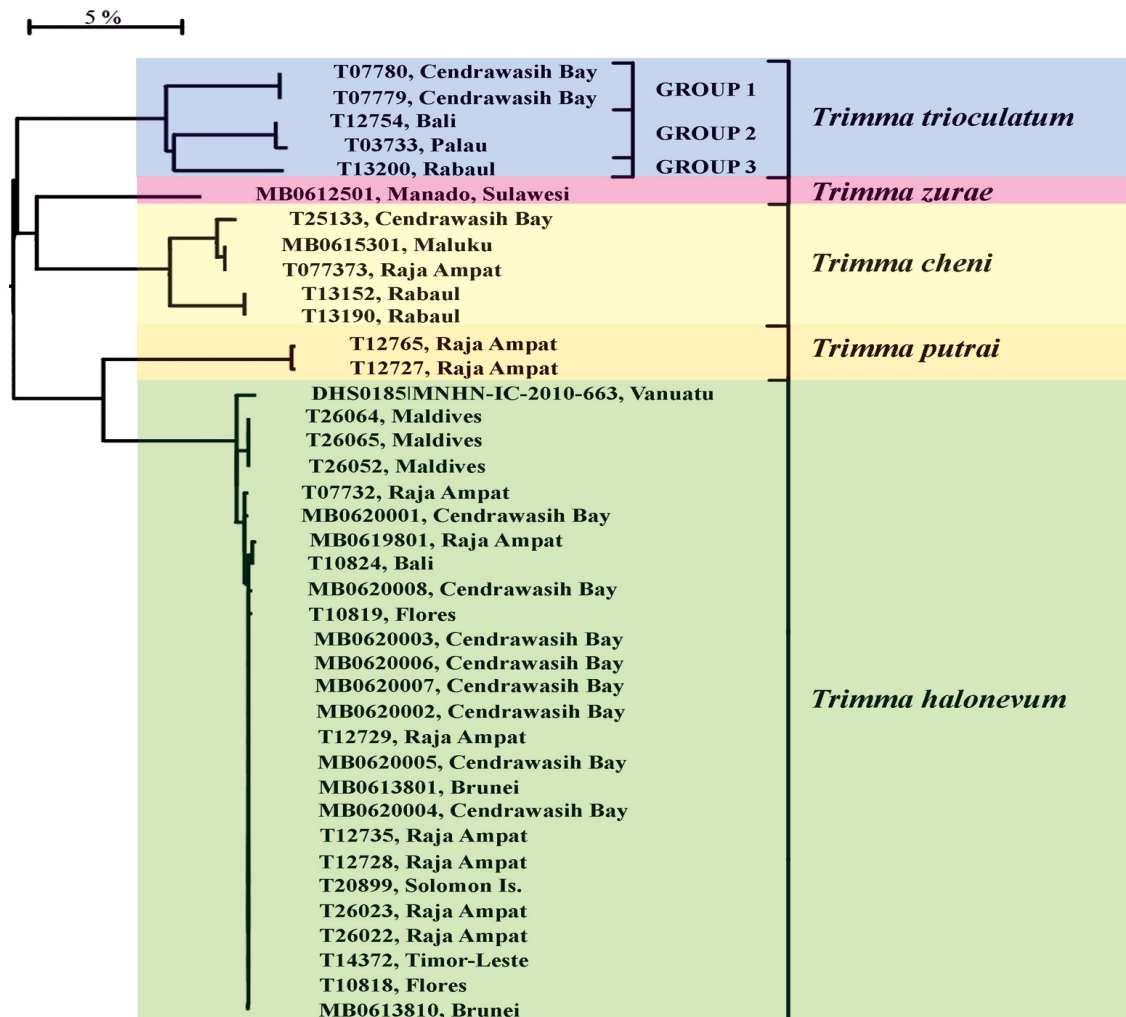 5 %
T07780, Cendrawasih Bay
T07779, Cendrawasih Bay
GROUP 1
T12754, Bali
T03733, Palau
GROUP 2
T13200, Rabaul
GROUP 3
Trimma trioculatum
MB0612501, Manado, Sulawesi
Trimma zurae
T25133, Cendrawasih Bay
MB0615301, Maluku
T077373, Raja Ampat
T13152, Rabaul
T13190, Rabaul
Trimma cheni
T12765, Raja Ampat
T12727, Raja Ampat
Trimma putrai
DHS0185|MNHN-IC-2010-663, Vanuatu
T26064, Maldives
T26065, Maldives
T26052, Maldives
T07732, Raja Ampat
MB0620001, Cendrawasih Bay
MB0619801, Raja Ampat
T10824, Bali
MB0620008, Cendrawasih Bay
T10819, Flores
MB0620003, Cendrawasih Bay
MB0620006, Cendrawasih Bay
MB0620007, Cendrawasih Bay
MB0620002, Cendrawasih Bay
T12729, Raja Ampat
MB0620005, Cendrawasih Bay
MB0613801, Brunei
MB0620004, Cendrawasih Bay
T12735, Raja Ampat
T12728, Raja Ampat
T20899, Solomon Is.
T26023, Raja Ampat
T26022, Raja Ampat
T14372, Timor-Leste
T10818, Flores
MB0613810, Brunei
Trimma halonevum